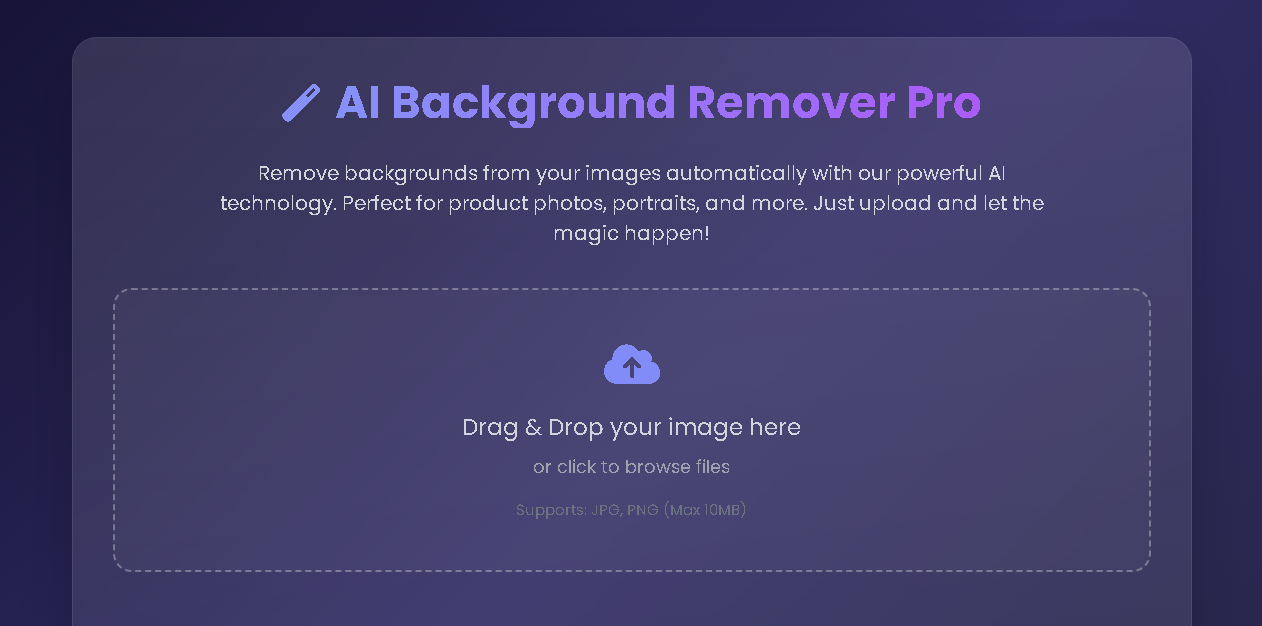 AI Background Remover Pro
Remove backgrounds from your images automatically with our powerful AI
technology. Perfect for product photos, portraits, and more. Just upload and let the
magic happen!
Drag & Drop your image here
or click to browse files
Supports: JPG, PNG (Max 10MB)